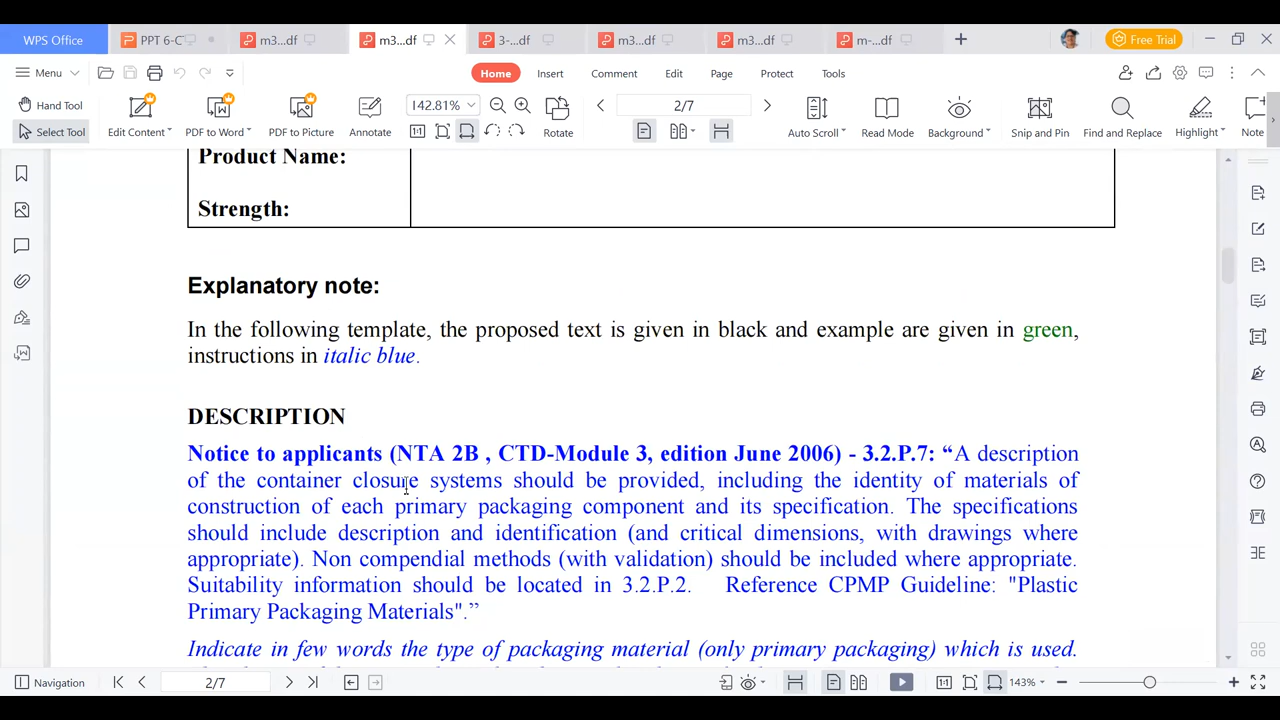 WPS Office PPT 6-C m3...df m3...df 3-...df m3...df m3...df m-...df Free Trial
Menu Home Insert Comment Edit Page Protect Tools
Hand Tool Select Tool Edit Content PDF to Word PDF to Picture Annotate 142.81% Rotate 2/7 Auto Scroll Read Mode Background Snip and Pin Find and Replace Highlight Note
Product Name:
Strength:
Explanatory note:
In the following template, the proposed text is given in black and example are given in green,
instructions in italic blue.
DESCRIPTION
Notice to applicants (NTA 2B , CTD-Module 3, edition June 2006) - 3.2.P.7: “A description
of the container closure systems should be provided, including the identity of materials of
construction of each primary packaging component and its specification. The specifications
should include description and identification (and critical dimensions, with drawings where
appropriate). Non compendial methods (with validation) should be included where appropriate.
Suitability information should be located in 3.2.P.2. Reference CPMP Guideline: "Plastic
Primary Packaging Materials".”
Indicate in few words the type of packaging material (only primary packaging) which is used.
Navigation 2/7 143%